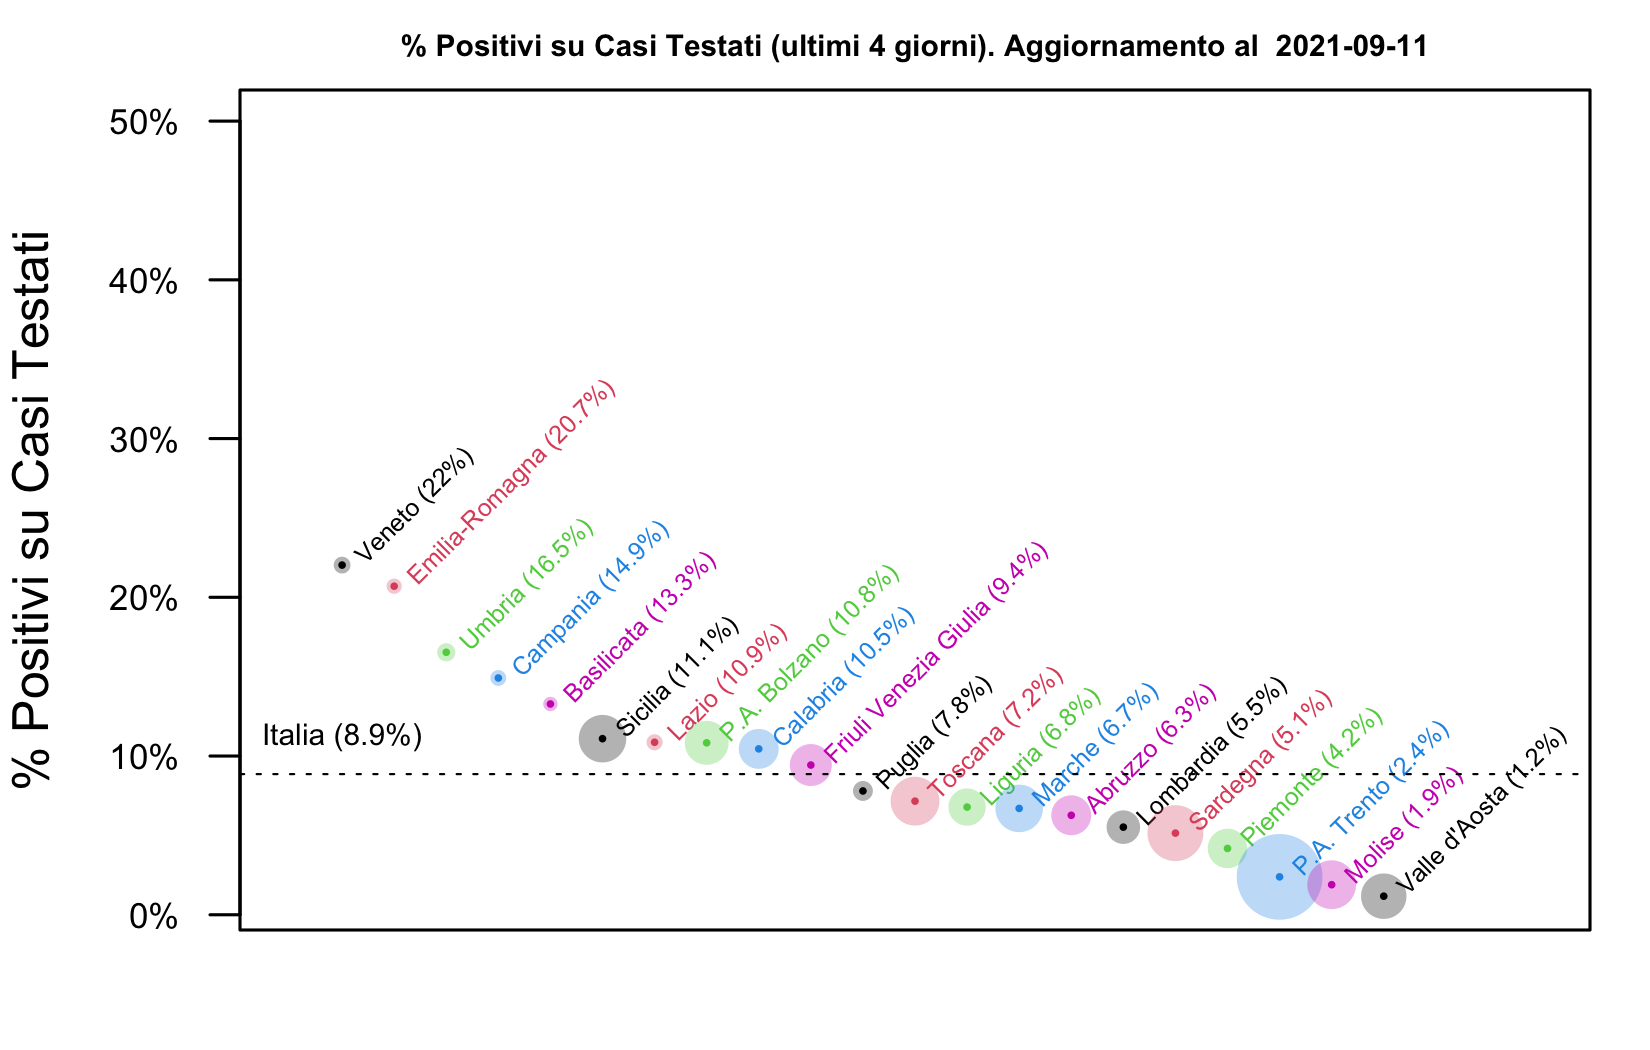 % Positivi su Casi Testati (ultimi 4 giorni). Aggiornamento al  2021-09-11
% Positivi su Casi Testati
50%
40%
30%
20%
10%
0%
Italia (8.9%)
Veneto (22%)
Emilia-Romagna (20.7%)
Umbria (16.5%)
Campania (14.9%)
Basilicata (13.3%)
Sicilia (11.1%)
Lazio (10.9%)
P.A. Bolzano (10.8%)
Calabria (10.5%)
Friuli Venezia Giulia (9.4%)
Puglia (7.8%)
Toscana (7.2%)
Liguria (6.8%)
Marche (6.7%)
Abruzzo (6.3%)
Lombardia (5.5%)
Sardegna (5.1%)
Piemonte (4.2%)
P.A. Trento (2.4%)
Molise (1.9%)
Valle d'Aosta (1.2%)